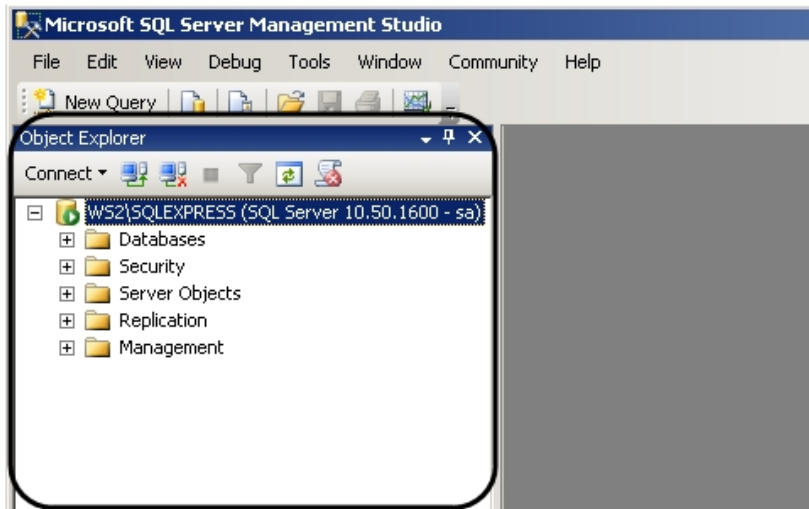 Microsoft SQL Server Management Studio
File Edit View Debug Tools Window Community Help
New Query
Object Explorer
Connect
WS2\SQLEXPRESS (SQL Server 10.50.1600 - sa)
Databases
Security
Server Objects
Replication
Management